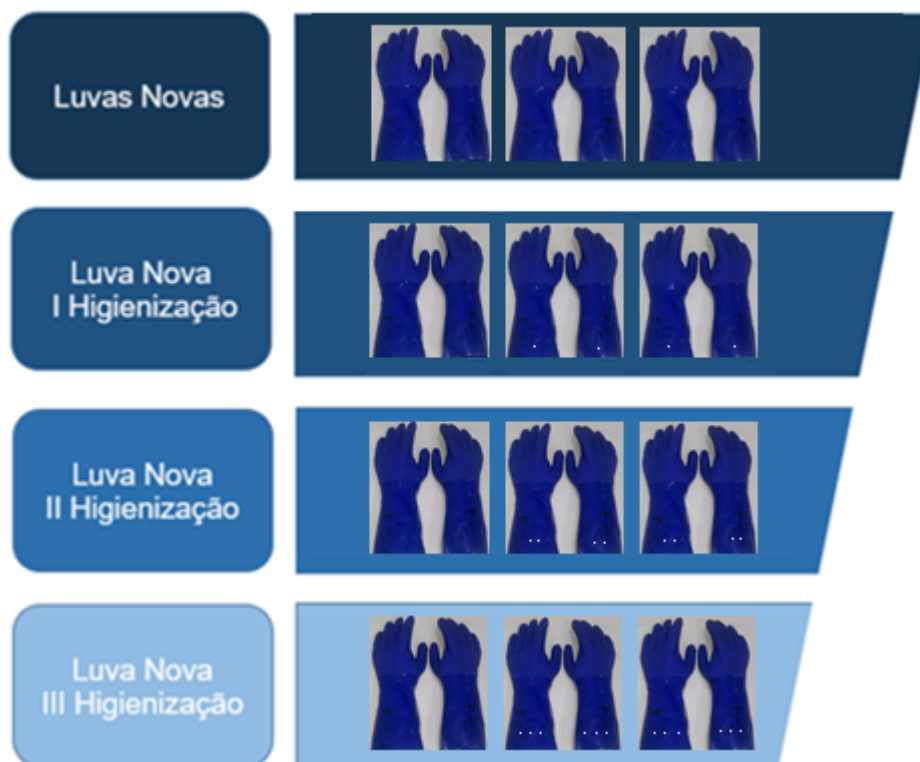 Luvas Novas
Luva Nova
I Higienização
Luva Nova
II Higienização
Luva Nova
III Higienização